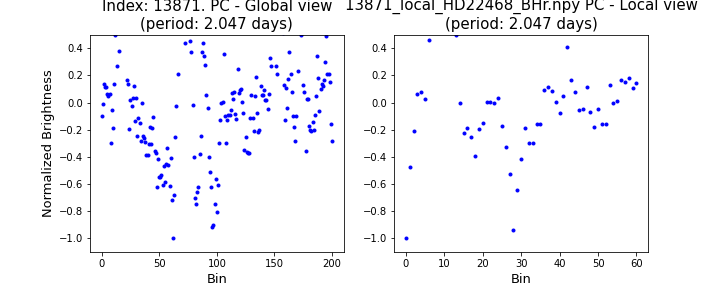 Index: 13871. PC - Global view
(period: 2.047 days)
13871_local_HD22468_BHr.npy PC - Local view
(period: 2.047 days)
Normalized Brightness
0.4
0.2
0.0
−0.2
−0.4
−0.6
−0.8
−1.0
0 50 100 150 200
Bin
0.4
0.2
0.0
−0.2
−0.4
−0.6
−0.8
−1.0
0 10 20 30 40 50 60
Bin